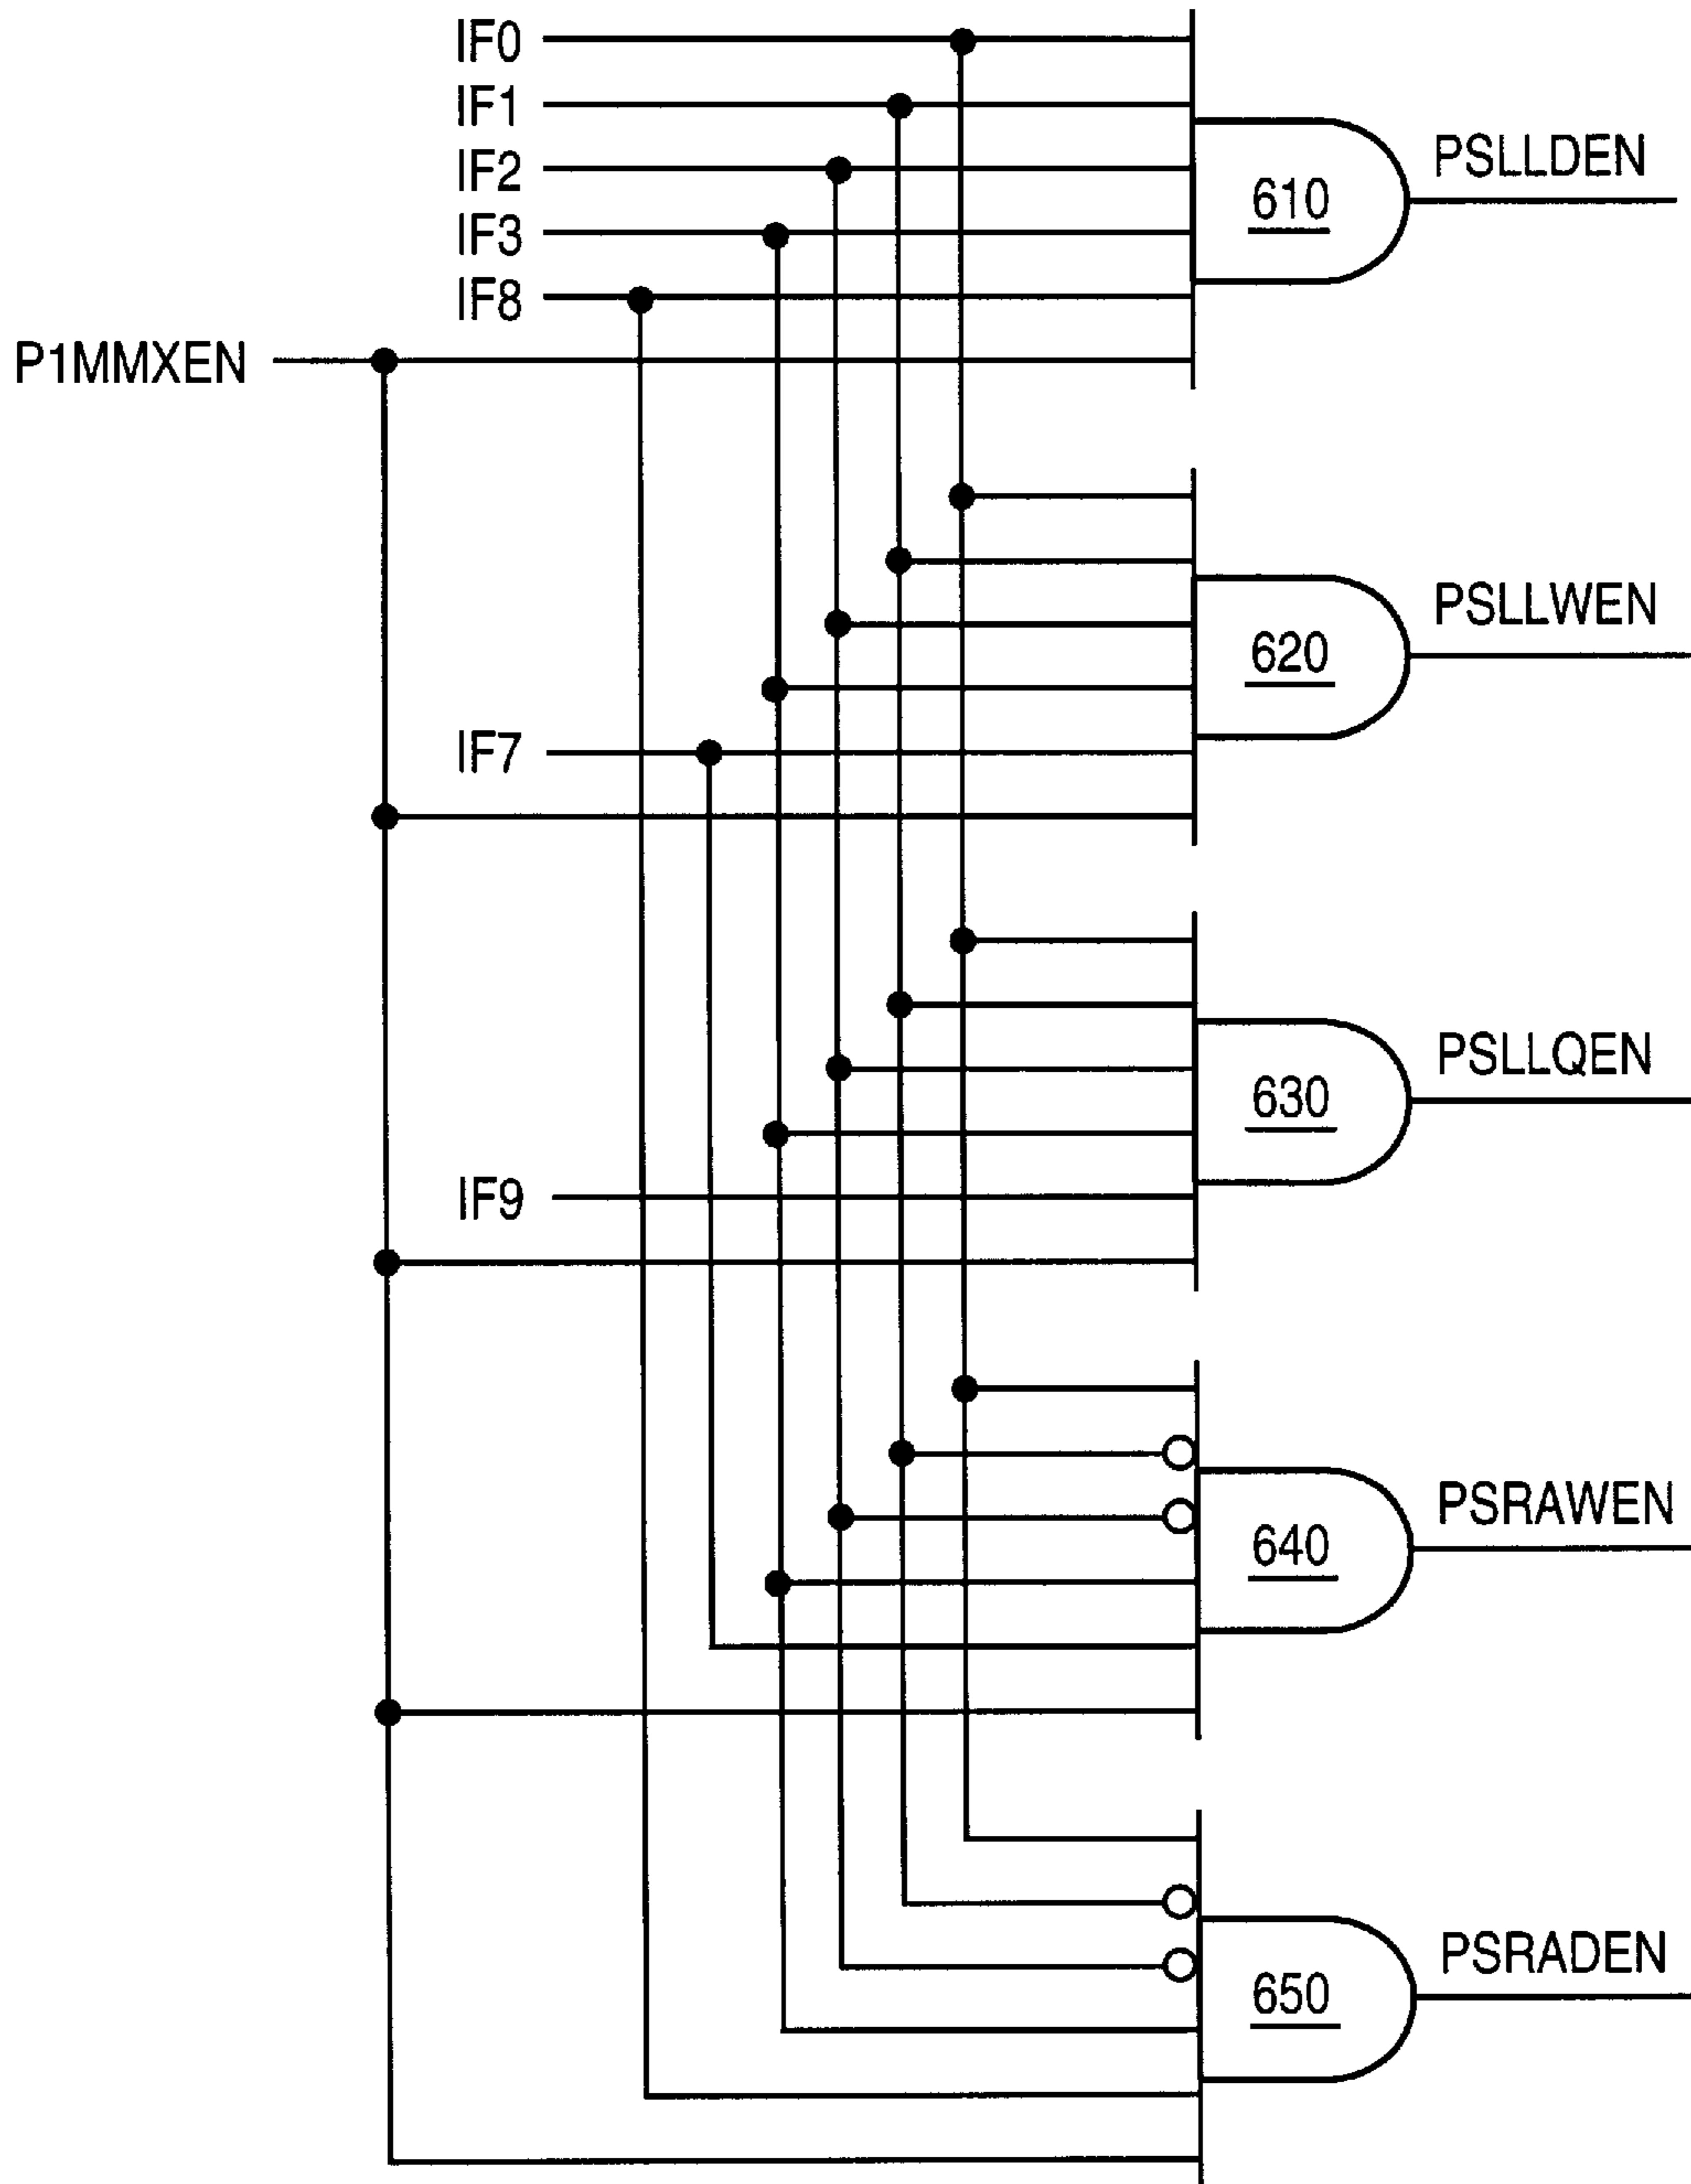 IF0
IF1
IF2
IF3
IF8
P1MMXEN
610
PSLLDEN
IF7
620
PSLLWEN
IF9
630
PSLLQEN
640
PSRAWEN
650
PSRADEN